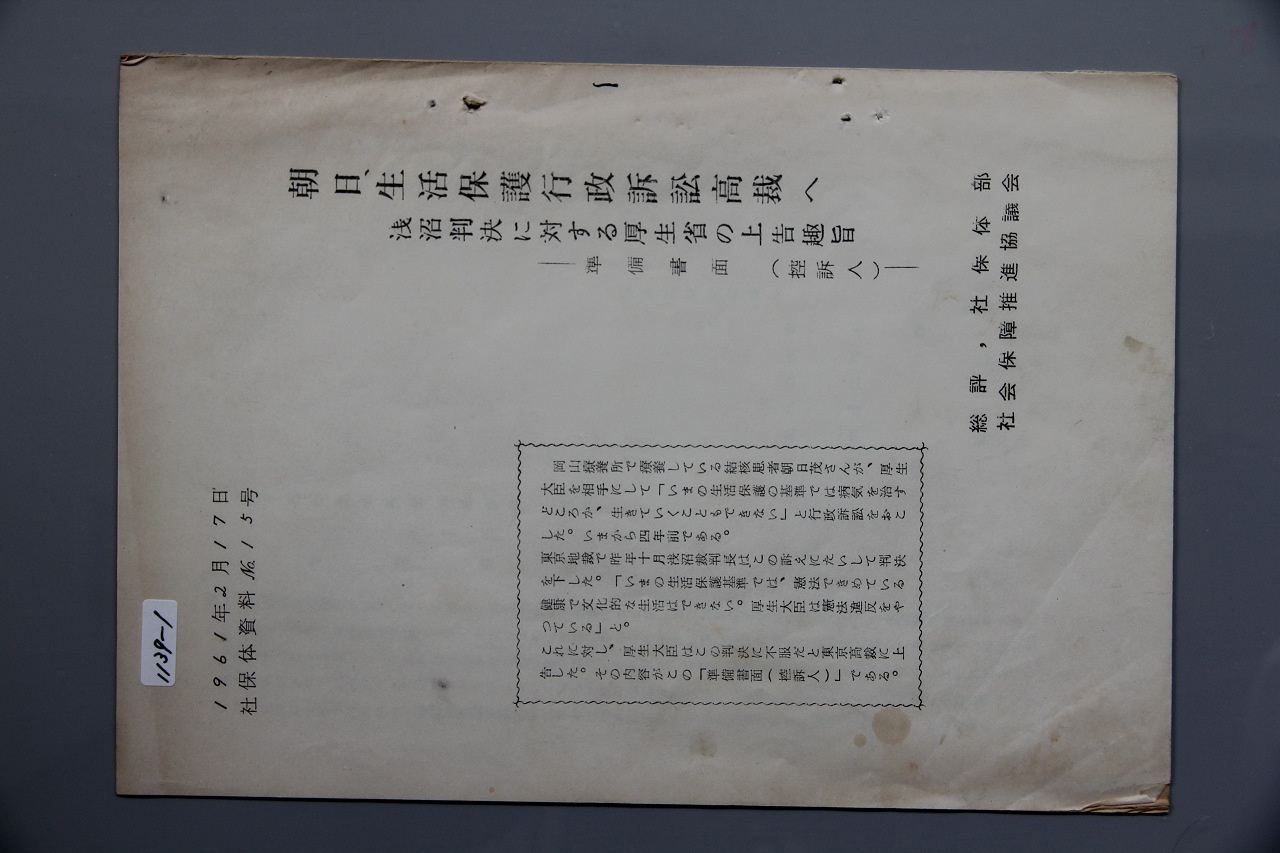 1139-1
1961年2月17日
社保体資料 No.15号
朝日、生活保護行政訴訟高裁へ
浅沼判決に対する厚生省の上告趣旨
――準備書面(控訴人)――
岡山療養所で療養している結核患者朝日茂さんが、厚生
大臣を相手にして「いまの生活保護の基準では病気を治す
どころか、生きていくこともできない」と行政訴訟をおこ
した。いまから四年前である。
東京地裁で昨年十月浅沼裁判長はこの訴えにたいして判決
を下した。「いまの生活保護基準では、憲法できめている
健康で文化的な生活はできない。厚生大臣は憲法違反をや
つている」と。
これに対し、厚生大臣はこの判決に不服だと東京高裁に上
告した。その内容がこの「準備書面(控訴人)」である。
総評,社保体部
社会保障推進協議会